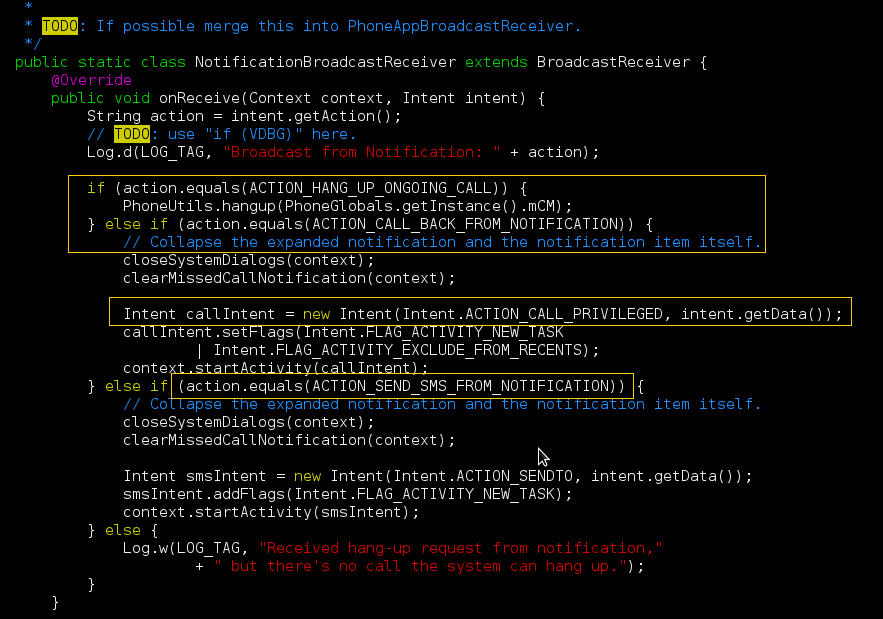 *
* TODO: If possible merge this into PhoneAppBroadcastReceiver.
*/
public static class NotificationBroadcastReceiver extends BroadcastReceiver {
@Override
public void onReceive(Context context, Intent intent) {
String action = intent.getAction();
// TODO: use "if (VDBG)" here.
Log.d(LOG_TAG, "Broadcast from Notification: " + action);
if (action.equals(ACTION_HANG_UP_ONGOING_CALL)) {
PhoneUtils.hangup(PhoneGlobals.getInstance().mCM);
} else if (action.equals(ACTION_CALL_BACK_FROM_NOTIFICATION)) {
// Collapse the expanded notification and the notification item itself.
closeSystemDialogs(context);
clearMissedCallNotification(context);
Intent callIntent = new Intent(Intent.ACTION_CALL_PRIVILEGED, intent.getData());
callIntent.setFlags(Intent.FLAG_ACTIVITY_NEW_TASK
| Intent.FLAG_ACTIVITY_EXCLUDE_FROM_RECENTS);
context.startActivity(callIntent);
} else if (action.equals(ACTION_SEND_SMS_FROM_NOTIFICATION)) {
// Collapse the expanded notification and the notification item itself.
closeSystemDialogs(context);
clearMissedCallNotification(context);
Intent smsIntent = new Intent(Intent.ACTION_SENDTO, intent.getData());
smsIntent.addFlags(Intent.FLAG_ACTIVITY_NEW_TASK);
context.startActivity(smsIntent);
} else {
Log.w(LOG_TAG, "Received hang-up request from notification,"
+ " but there's no call the system can hang up.");
}
}